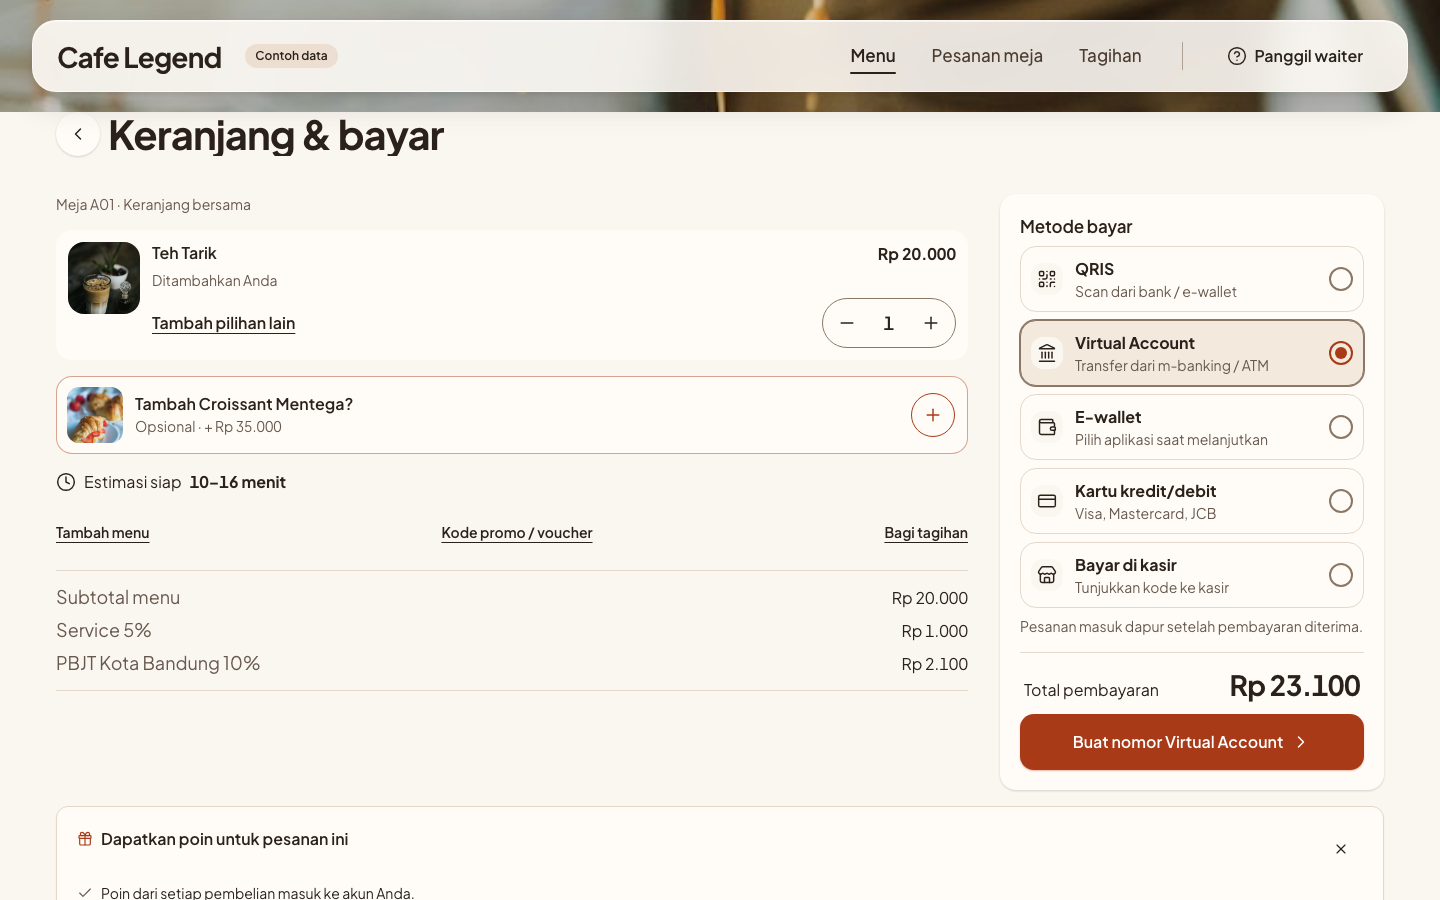 Cafe Legend
Contoh data
Menu
Pesanan meja
Tagihan
Panggil waiter
Keranjang & bayar
Meja A01 · Keranjang bersama
Teh Tarik
Rp 20.000
Ditambahkan Anda
Tambah pilihan lain
1
Tambah Croissant Mentega?
Opsional · + Rp 35.000
Estimasi siap 10–16 menit
Tambah menu
Kode promo / voucher
Bagi tagihan
Subtotal menu
Rp 20.000
Service 5%
Rp 1.000
PBJT Kota Bandung 10%
Rp 2.100
Metode bayar
QRIS
Scan dari bank / e-wallet
Virtual Account
Transfer dari m-banking / ATM
E-wallet
Pilih aplikasi saat melanjutkan
Kartu kredit/debit
Visa, Mastercard, JCB
Bayar di kasir
Tunjukkan kode ke kasir
Pesanan masuk dapur setelah pembayaran diterima.
Total pembayaran
Rp 23.100
Buat nomor Virtual Account
Dapatkan poin untuk pesanan ini
Poin dari setiap pembelian masuk ke akun Anda.